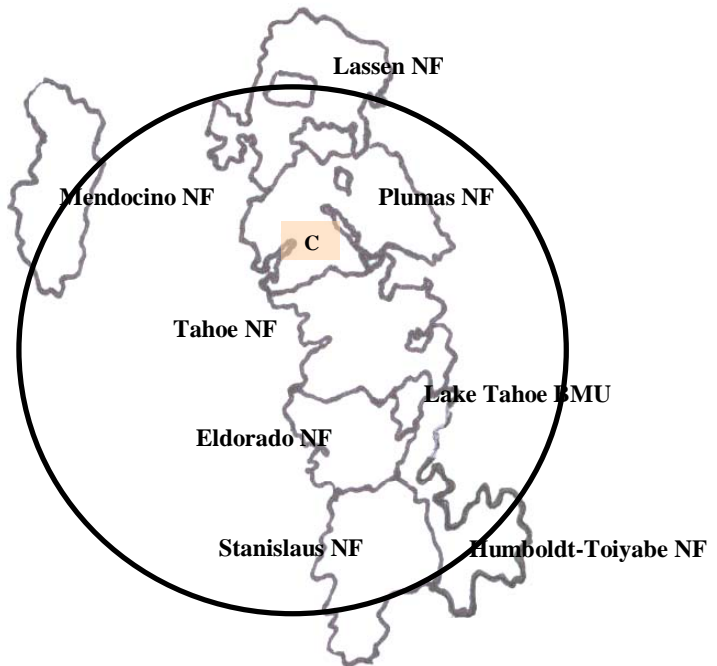 Lassen NF
Mendocino NF
Plumas NF
C
Tahoe NF
Lake Tahoe BMU
Eldorado NF
Stanislaus NF
Humboldt-Toiyabe NF